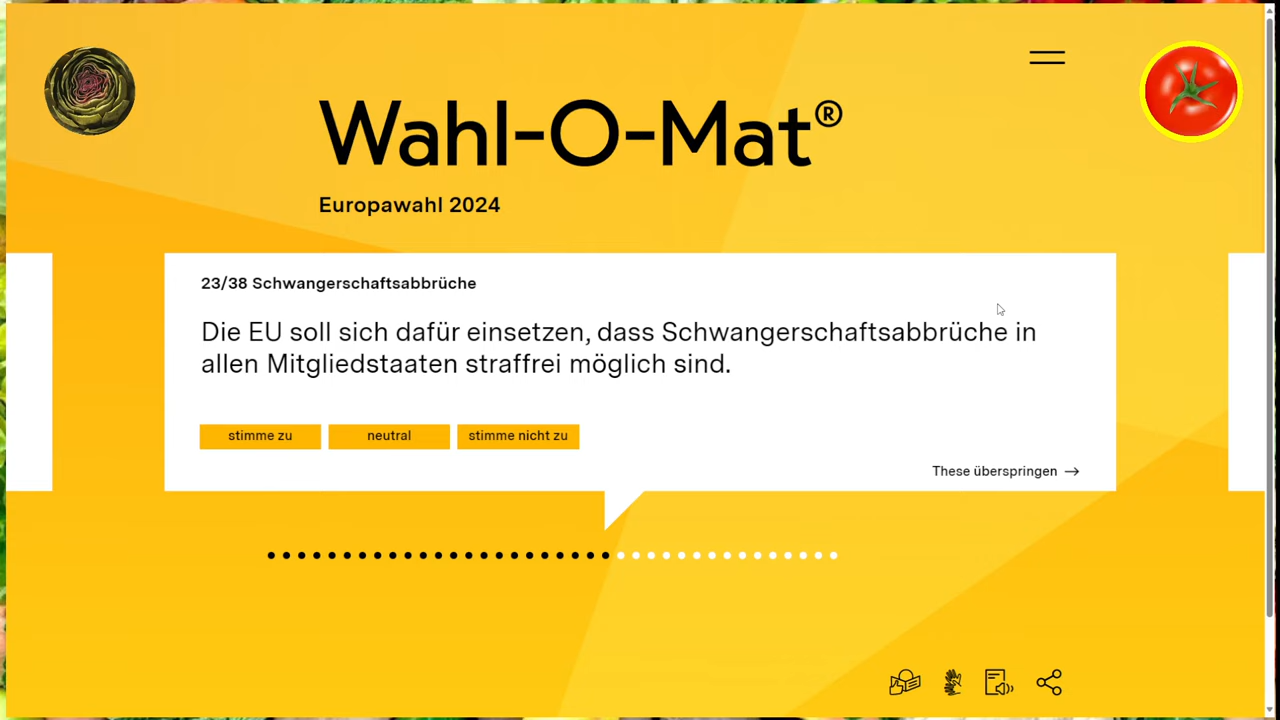 Wahl-O-Mat®
Europawahl 2024
23/38 Schwangerschaftsabbrüche
Die EU soll sich dafür einsetzen, dass Schwangerschaftsabbrüche in
allen Mitgliedstaaten straffrei möglich sind.
stimme zu neutral stimme nicht zu
These überspringen →